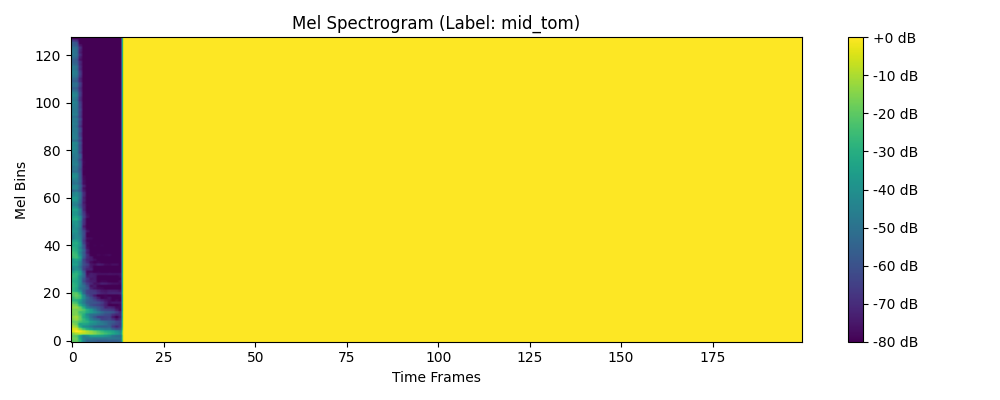 Mel Spectrogram (Label: mid_tom)
120
100
80
60
40
20
0
Mel Bins
0 25 50 75 100 125 150 175
Time Frames
+0 dB
-10 dB
-20 dB
-30 dB
-40 dB
-50 dB
-60 dB
-70 dB
-80 dB